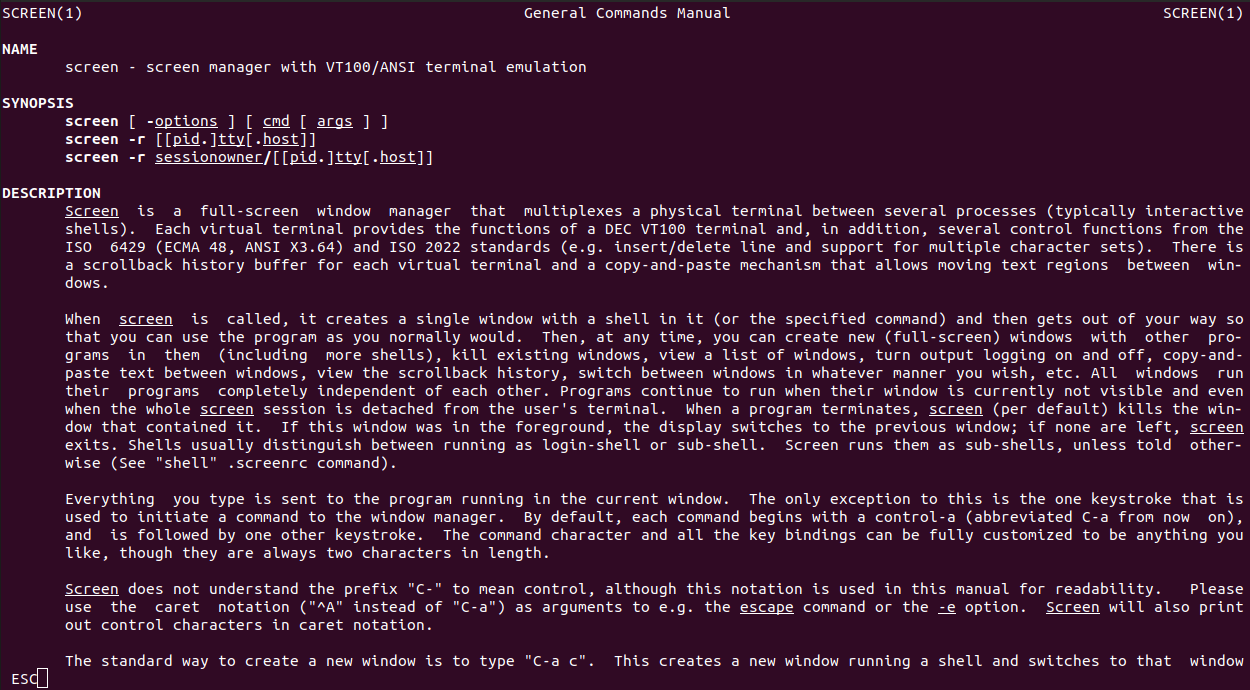 SCREEN(1) General Commands Manual SCREEN(1)
NAME
screen - screen manager with VT100/ANSI terminal emulation
SYNOPSIS
screen [ -options ] [ cmd [ args ] ]
screen -r [[pid.]tty[.host]]
screen -r sessionowner/[[pid.]tty[.host]]
DESCRIPTION
Screen is a full-screen window manager that multiplexes a physical terminal between several processes (typically interactive
shells). Each virtual terminal provides the functions of a DEC VT100 terminal and, in addition, several control functions from the
ISO 6429 (ECMA 48, ANSI X3.64) and ISO 2022 standards (e.g. insert/delete line and support for multiple character sets). There is
a scrollback history buffer for each virtual terminal and a copy-and-paste mechanism that allows moving text regions between win-
dows.
When screen is called, it creates a single window with a shell in it (or the specified command) and then gets out of your way so
that you can use the program as you normally would. Then, at any time, you can create new (full-screen) windows with other pro-
grams in them (including more shells), kill existing windows, view a list of windows, turn output logging on and off, copy-and-
paste text between windows, view the scrollback history, switch between windows in whatever manner you wish, etc. All windows run
their programs completely independent of each other. Programs continue to run when their window is currently not visible and even
when the whole screen session is detached from the user's terminal. When a program terminates, screen (per default) kills the win-
dow that contained it. If this window was in the foreground, the display switches to the previous window; if none are left, screen
exits. Shells usually distinguish between running as login-shell or sub-shell. Screen runs them as sub-shells, unless told other-
wise (See "shell" .screenrc command).
Everything you type is sent to the program running in the current window. The only exception to this is the one keystroke that is
used to initiate a command to the window manager. By default, each command begins with a control-a (abbreviated C-a from now on),
and is followed by one other keystroke. The command character and all the key bindings can be fully customized to be anything you
like, though they are always two characters in length.
Screen does not understand the prefix "C-" to mean control, although this notation is used in this manual for readability. Please
use the caret notation ("^A" instead of "C-a") as arguments to e.g. the escape command or the -e option. Screen will also print
out control characters in caret notation.
The standard way to create a new window is to type "C-a c". This creates a new window running a shell and switches to that window
ESC